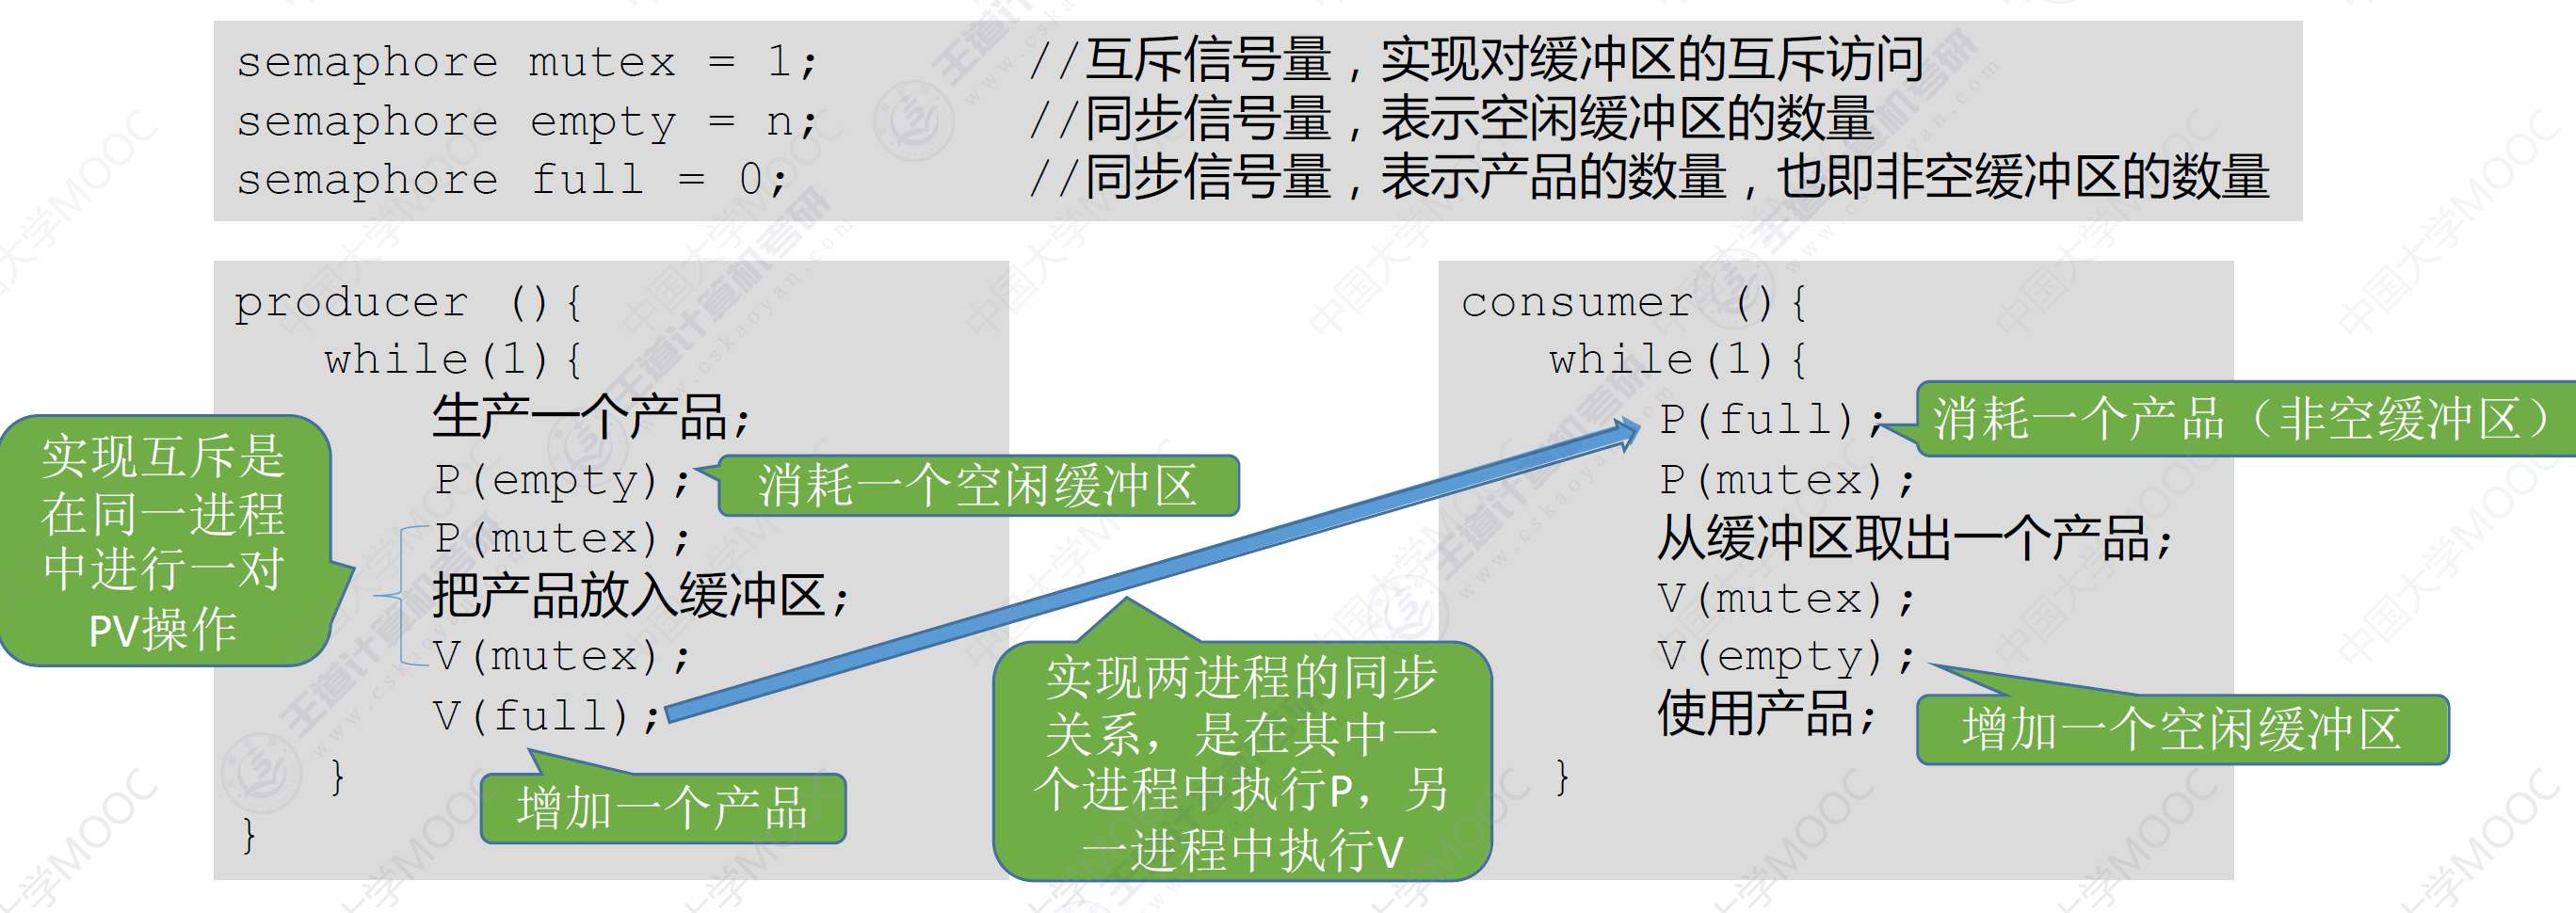 semaphore mutex = 1; //互斥信号量，实现对缓冲区的互斥访问
semaphore empty = n; //同步信号量，表示空闲缓冲区的数量
semaphore full = 0; //同步信号量，表示产品的数量，也即非空缓冲区的数量
producer (){
while(1){
生产一个产品;
P(empty);
消耗一个空闲缓冲区
P(mutex);
把产品放入缓冲区;
V(mutex);
V(full);
增加一个产品
}
}
实现互斥是
在同一进程
中进行一对
PV操作
实现两进程的同步
关系，是在其中一
个进程中执行P，另
一进程中执行V
consumer (){
while(1){
P(full);
消耗一个产品（非空缓冲区）
P(mutex);
从缓冲区取出一个产品;
V(mutex);
V(empty);
增加一个空闲缓冲区
使用产品;
}
王道计算机考研
www.cskaoyan.com
中国大学MOOC